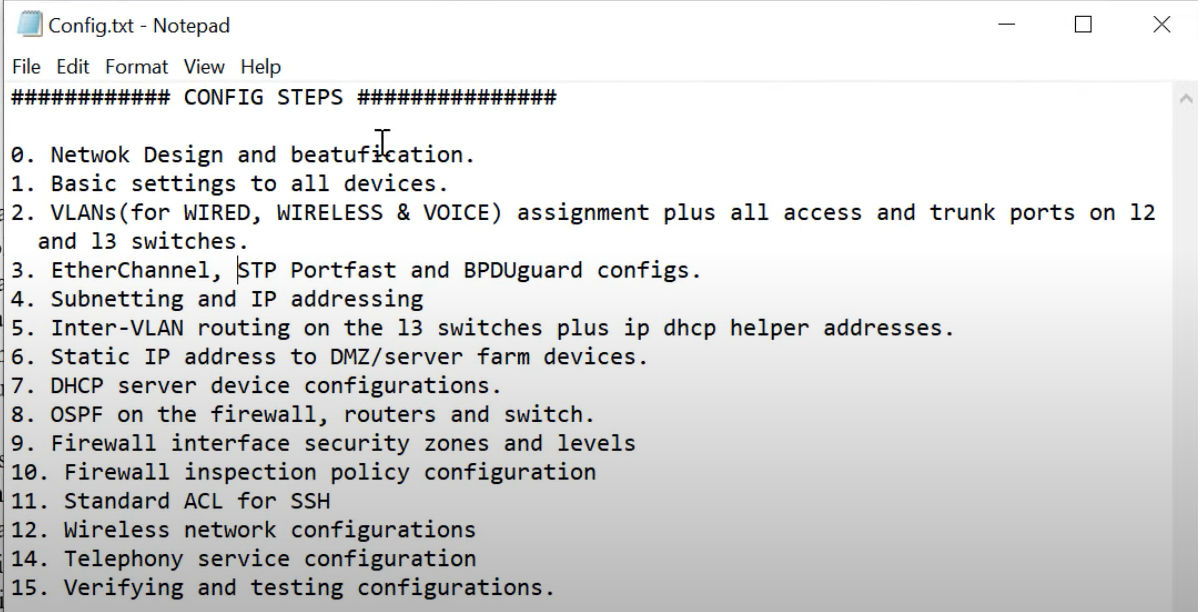 Config.txt - Notepad
File Edit Format View Help
############ CONFIG STEPS ###############
0. Netwok Design and beatufication.
1. Basic settings to all devices.
2. VLANs(for WIRED, WIRELESS & VOICE) assignment plus all access and trunk ports on l2
and l3 switches.
3. EtherChannel, STP Portfast and BPDUguard configs.
4. Subnetting and IP addressing
5. Inter-VLAN routing on the l3 switches plus ip dhcp helper addresses.
6. Static IP address to DMZ/server farm devices.
7. DHCP server device configurations.
8. OSPF on the firewall, routers and switch.
9. Firewall interface security zones and levels
10. Firewall inspection policy configuration
11. Standard ACL for SSH
12. Wireless network configurations
14. Telephony service configuration
15. Verifying and testing configurations.